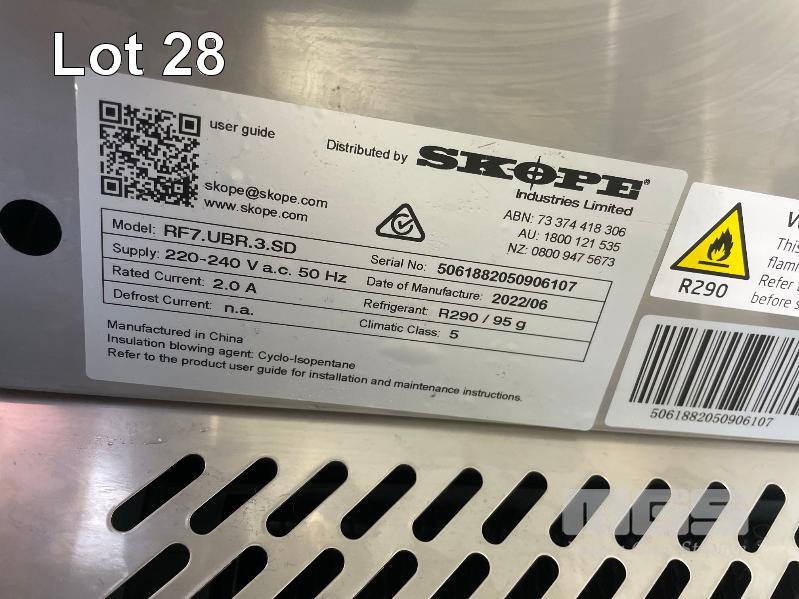 Lot 28
user guide
skope@skope.com
www.skope.com
Distributed by SKOPE
Industries Limited
ABN: 73 374 418 306
AU: 1800 121 535
NZ: 0800 947 5673
Model: RF7.UBR.3.SD
Serial No: 5061882050906107
Supply: 220-240 V a.c. 50 Hz
Date of Manufacture: 2022/06
Rated Current: 2.0 A
Refrigerant: R290 / 95 g
Defrost Current: n.a.
Climatic Class: 5
Manufactured in China
Insulation blowing agent: Cyclo-Isopentane
Refer to the product user guide for installation and maintenance instructions.
R290
This
flam
Refer
before s
5061882050906107